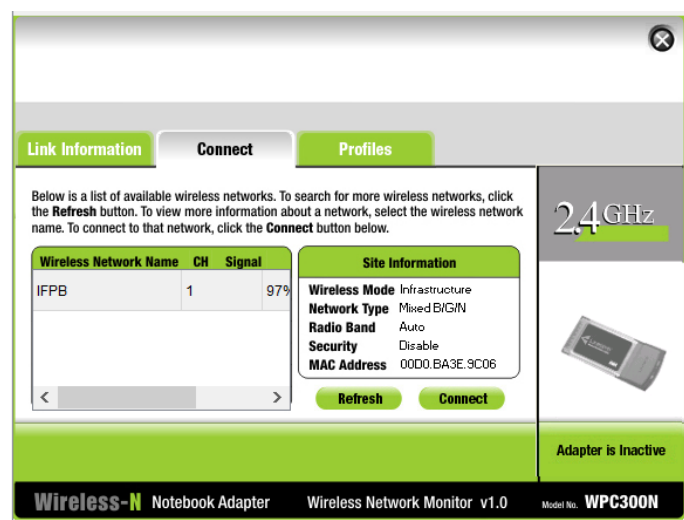 Link Information
Connect
Profiles
Below is a list of available wireless networks. To search for more wireless networks, click
the Refresh button. To view more information about a network, select the wireless network
name. To connect to that network, click the Connect button below.
2.4GHz
Wireless Network Name CH Signal
IFPB 1 97%
Site Information
Wireless Mode Infrastructure
Network Type Mixed B/G/N
Radio Band Auto
Security Disable
MAC Address 00D0.BA3E.9C06
Refresh
Connect
Adapter is Inactive
Wireless-N Notebook Adapter Wireless Network Monitor v1.0 Model No. WPC300N